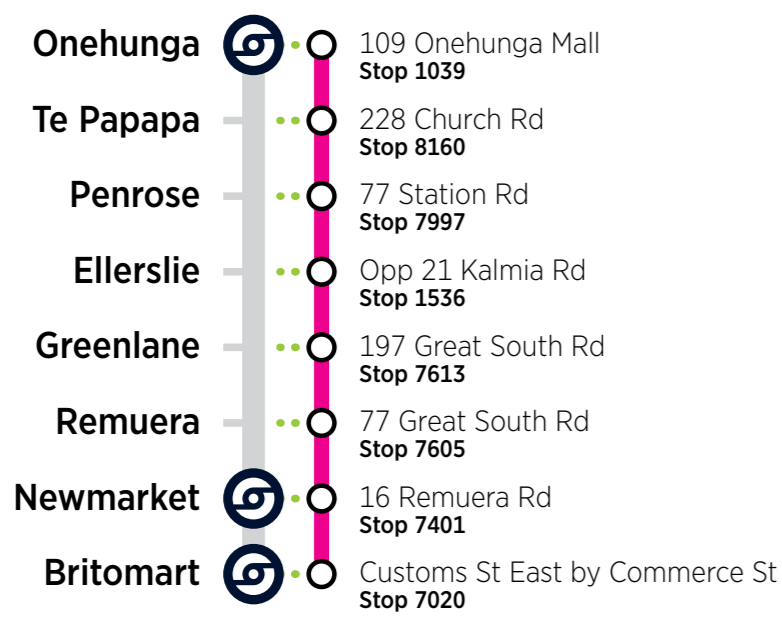 Onehunga
109 Onehunga Mall
Stop 1039
Te Papapa
228 Church Rd
Stop 8160
Penrose
77 Station Rd
Stop 7997
Ellerslie
Opp 21 Kalmia Rd
Stop 1536
Greenlane
197 Great South Rd
Stop 7613
Remuera
77 Great South Rd
Stop 7605
Newmarket
16 Remuera Rd
Stop 7401
Britomart
Customs St East by Commerce St
Stop 7020